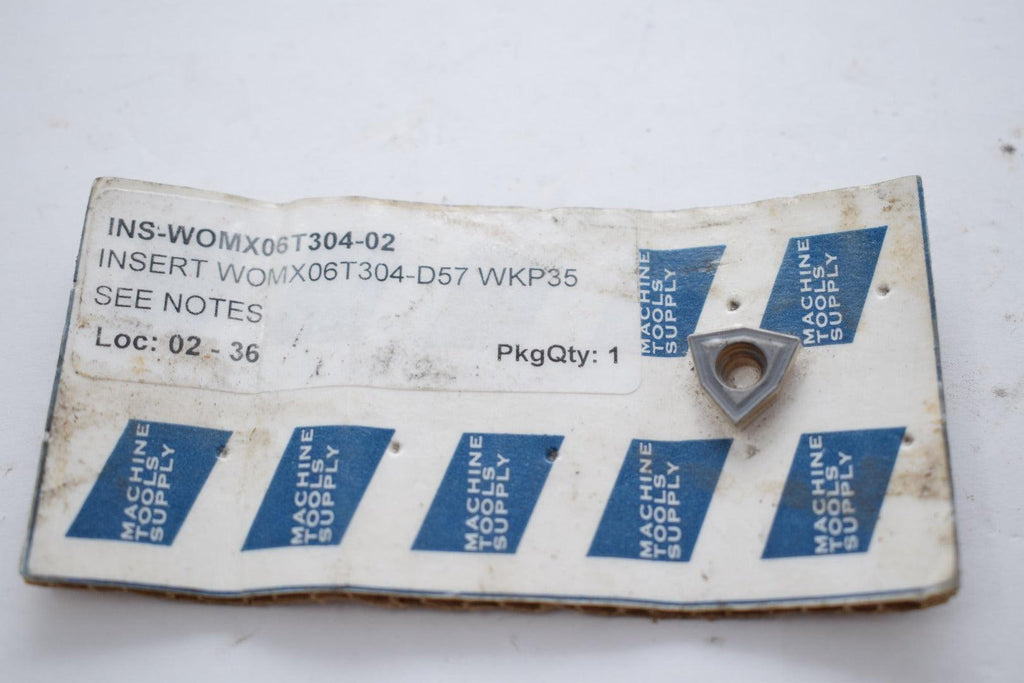 INS-WOMX06T304-02
INSERT WOMX06T304-D57 WKP35
SEE NOTES
Loc: 02 - 36
PkgQty: 1
MACHINE
TOOLS
SUPPLY
MACHINE
TOOLS
SUPPLY
MACHINE
TOOLS
SUPPLY
MACHINE
TOOLS
SUPPLY
MACHINE
TOOLS
SUPPLY
MACHINE
TOOLS
SUPPLY
MACHINE
TOOLS
SUPPLY